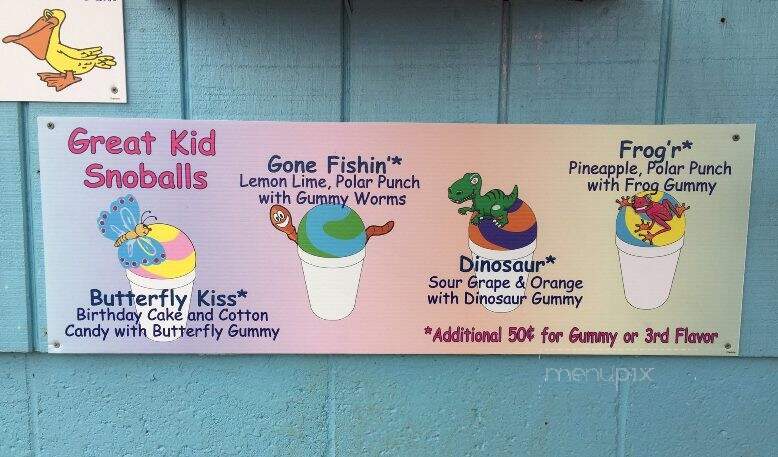 Great Kid
Snoballs
Butterfly Kiss*
Birthday Cake and Cotton
Candy with Butterfly Gummy
Gone Fishin'*
Lemon Lime, Polar Punch
with Gummy Worms
Dinosaur*
Sour Grape & Orange
with Dinosaur Gummy
Frog'r*
Pineapple, Polar Punch
with Frog Gummy
*Additional 50¢ for Gummy or 3rd Flavor
menupix